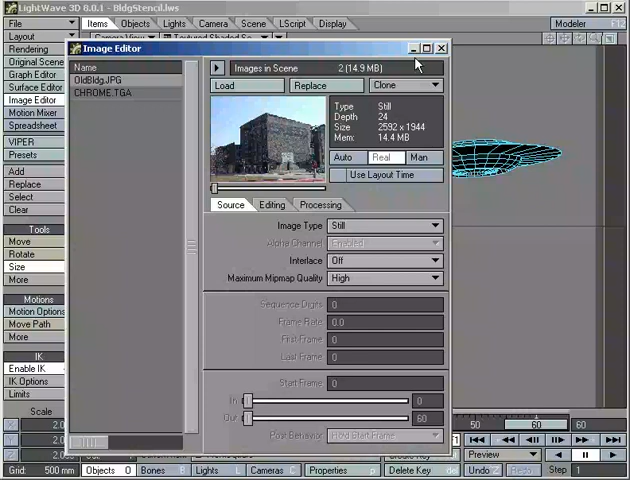 LightWave 3D 8.0.1 - BldgStencil.lws
File
Items
Objects
Lights
Camera
Scene
LScript
Display
Modeler
F12
Layout
Rendering
Original Scene
Graph Editor
Surface Editor
Image Editor
Motion Mixer
Spreadsheet
VIPER
Presets
Add
Replace
Select
Clear
Tools
Move
Rotate
Size
More
Motions
Motion Options
Move Path
More
IK
Enable IK
IK Options
Limits
Scale
Grid: 500 mm
Image Editor
Name
OldBldg.JPG
CHROME.TGA
Images in Scene 2 (14.9 MB)
Load
Replace
Clone
Type Still
Depth 24
Size 2592 x 1944
Mem: 14.4 MB
Auto
Real
Man
Use Layout Time
Source
Editing
Processing
Image Type Still
Alpha Channel Enabled
Interlace Off
Maximum Mipmap Quality High
Sequence Digits 0
Frame Rate 0.0
First Frame 0
Last Frame 0
Start Frame 0
In 0
Out 60
Post Behavior Hold Start Frame
50
60
60
Preview
Objects O
Bones B
Lights L
Cameras C
Properties p
Delete Key del
Undo Z
Redo
Step 1